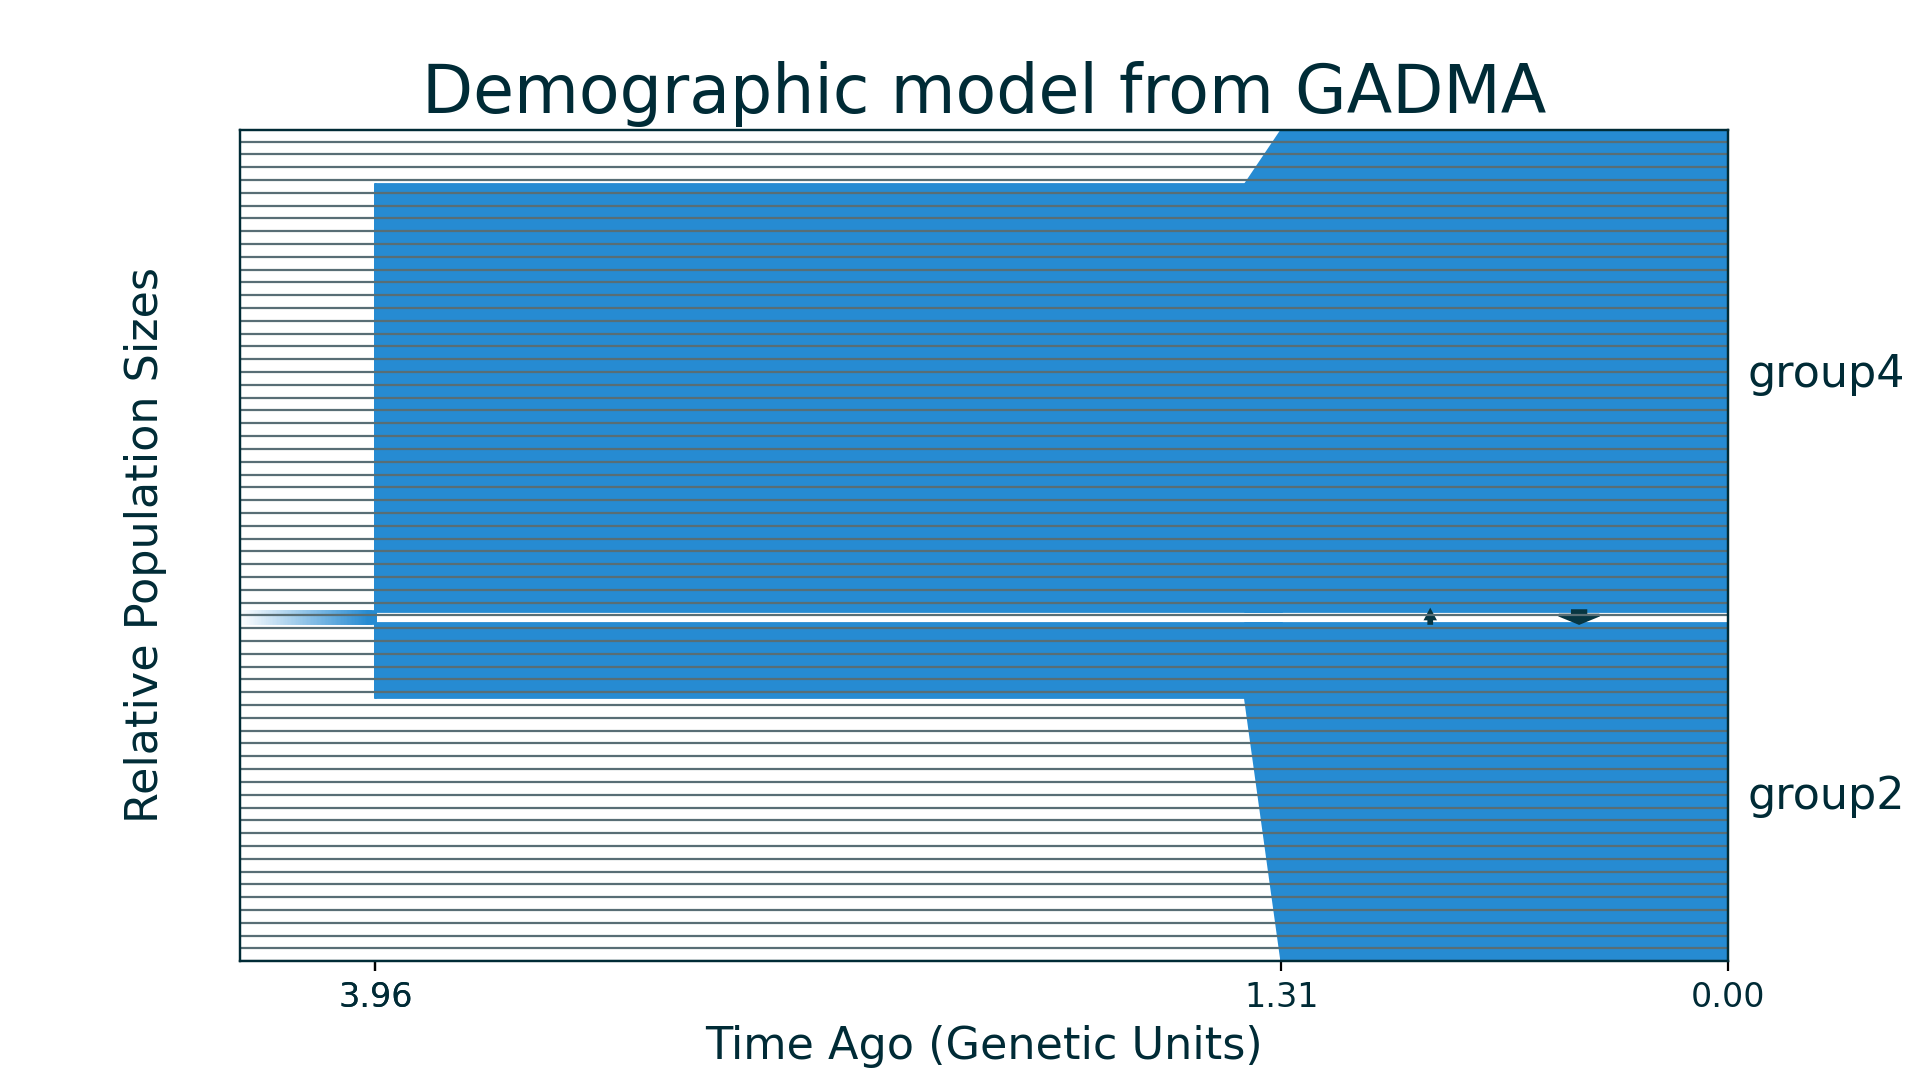 Demographic model from GADMA
Relative Population Sizes
group4
group2
3.96
1.31
0.00
Time Ago (Genetic Units)